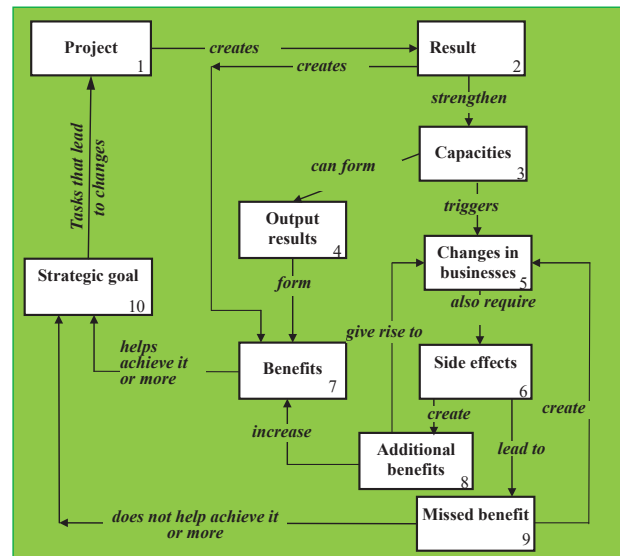 Project
1
creates
Result
2
creates
strengthen
Tasks that lead
to changes
can form
Capacities
3
triggers
Output
results
4
Strategic goal
10
form
Changes in
businesses
5
also require
give rise to
helps
achieve it
or more
Benefits
7
Side effects
6
create
create
increase
Additional
benefits
8
lead to
does not help achieve it
or more
Missed benefit
9